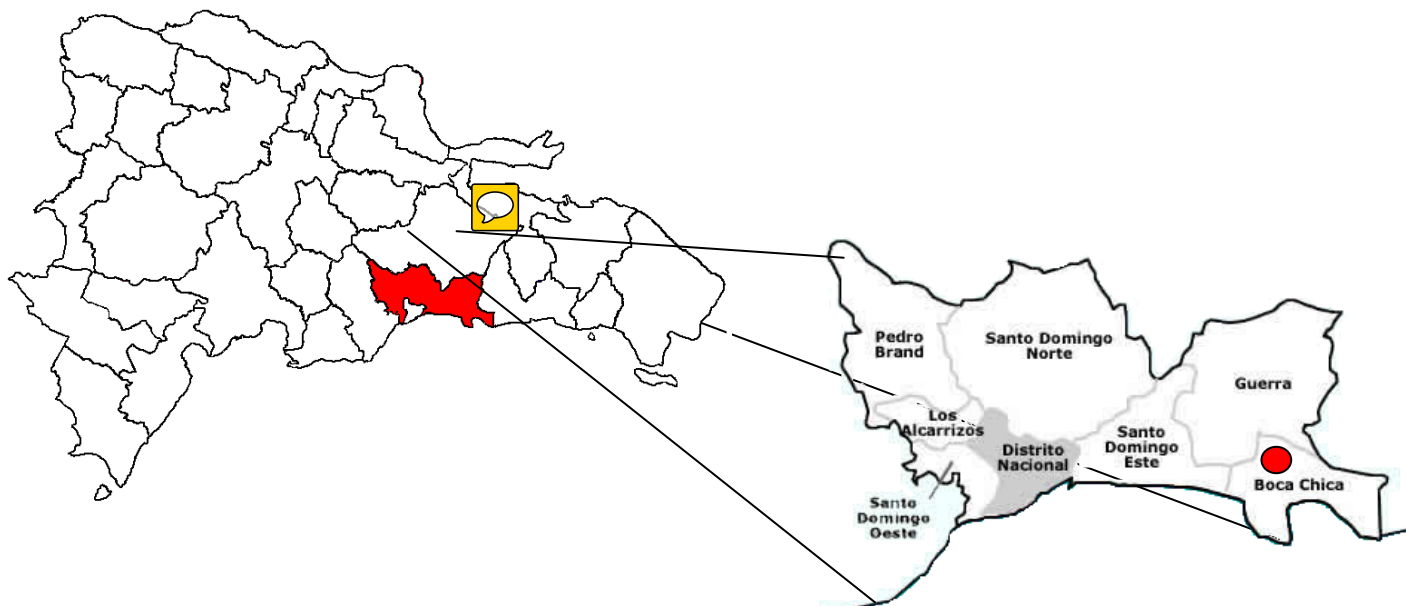 Pedro
Brand
Santo Domingo
Norte
Guerra
Los
Alcarrizos
Distrito
Nacional
Santo
Domingo
Este
Boca Chica
Santo
Domingo
Oeste